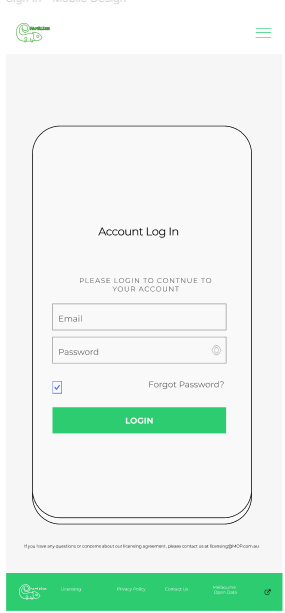 Sign In - Mobile Design
Account Log In
PLEASE LOGIN TO CONTNUE TO
YOUR ACCOUNT
Email
Password
Forgot Password?
LOGIN
If you have any questions or concerns about our licensing agreement, please contact us at licensing@MOP.com.au
Licensing
Privacy Policy
Contact Us
Melbourne
Open Data